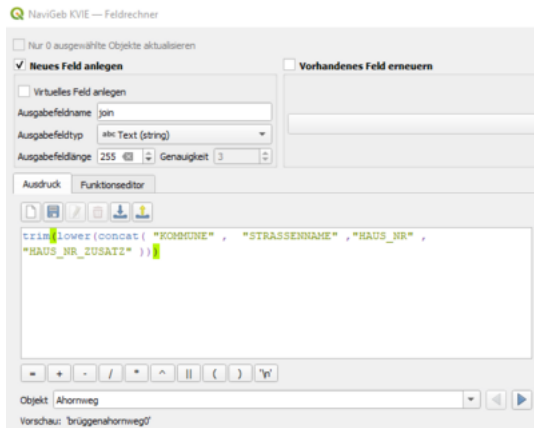 NaviGeb KVIE — Feldrechner
Nur 0 ausgewählte Objekte aktualisieren
Neues Feld anlegen
Vorhandenes Feld erneuern
Virtuelles Feld anlegen
Ausgabefeldname join
Ausgabefeldtyp abc Text (string)
Ausgabefeldlänge 255 Genauigkeit 3
Ausdruck Funktionseditor
trim(lower(concat( "KOMMUNE" , "STRASSENNAME" ,"HAUS_NR" ,
"HAUS_NR_ZUSATZ" )))
= + - / * ^ || ( ) '\n'
Objekt Ahornweg
Vorschau: 'brüggenahornweg0'